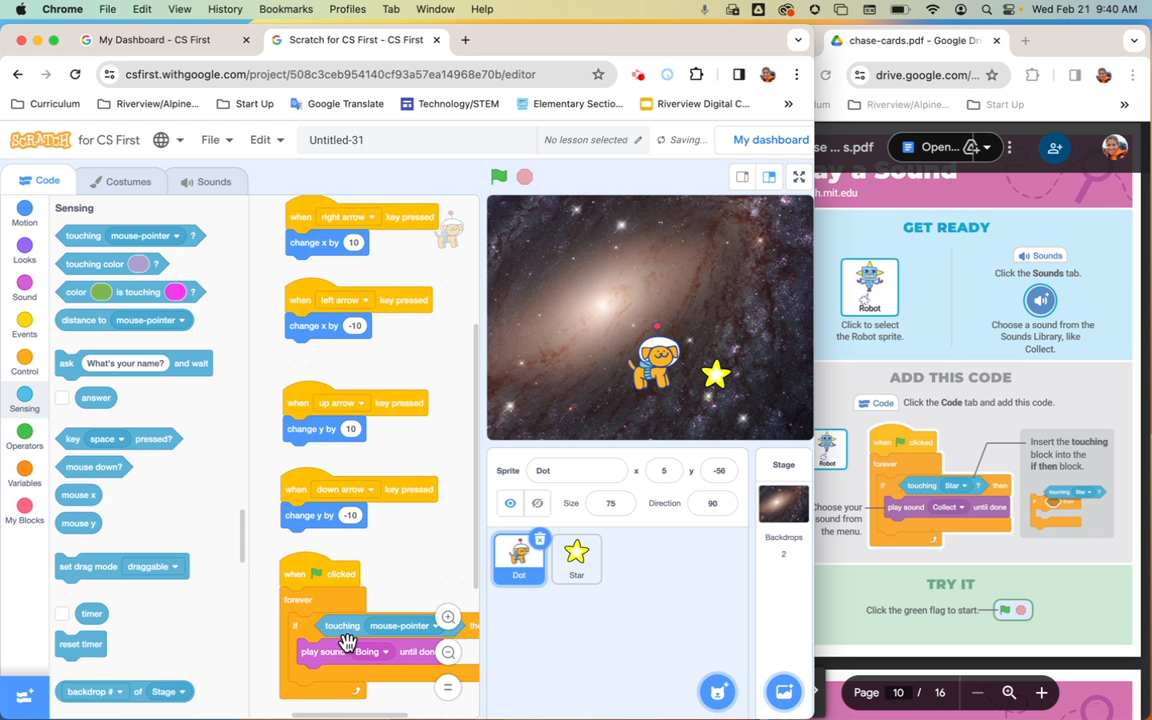 Chrome File Edit View History Bookmarks Profiles Tab Window Help Wed Feb 21 9:40 AM
My Dashboard - CS First
Scratch for CS First - CS First
chase-cards.pdf - Google Dri
csfirst.withgoogle.com/project/508c3ceb954140cf93a57ea14968e70b/editor
drive.google.com/...
Curriculum Riverview/Alpine... Start Up Google Translate Technology/STEM Elementary Sectio... Riverview Digital C... »
Riverview/Alpine... Start Up »
SCRATCH for CS First File Edit Untitled-31 No lesson selected Saving... My dashboard
se ... s.pdf Open...
y a Sound
h.mit.edu
Code Costumes Sounds
Motion
Looks
Sound
Events
Control
Sensing
Operators
Variables
My Blocks
Sensing
touching mouse-pointer ?
touching color ?
color is touching ?
distance to mouse-pointer
ask What's your name? and wait
answer
key space pressed?
mouse down?
mouse x
mouse y
set drag mode draggable
timer
reset timer
backdrop # of Stage
when right arrow key pressed
change x by 10
when left arrow key pressed
change x by -10
when up arrow key pressed
change y by 10
when down arrow key pressed
change y by -10
when clicked
forever
if touching mouse-pointer the
play sound Boing until don
Sprite Dot x 5 y -56
Size 75 Direction 90
Dot
Star
Stage
Backdrops
2
GET READY
Robot
Click to select
the Robot sprite.
Sounds
Click the Sounds tab.
Choose a sound from the
Sounds Library, like
Collect.
ADD THIS CODE
Code Click the Code tab and add this code.
Robot
when clicked
forever
if touching Star ? then
play sound Collect until done
Choose your
sound from
the menu.
Insert the touching
block into the
if then block.
touching Star ?
TRY IT
Click the green flag to start.
Page 10 / 16